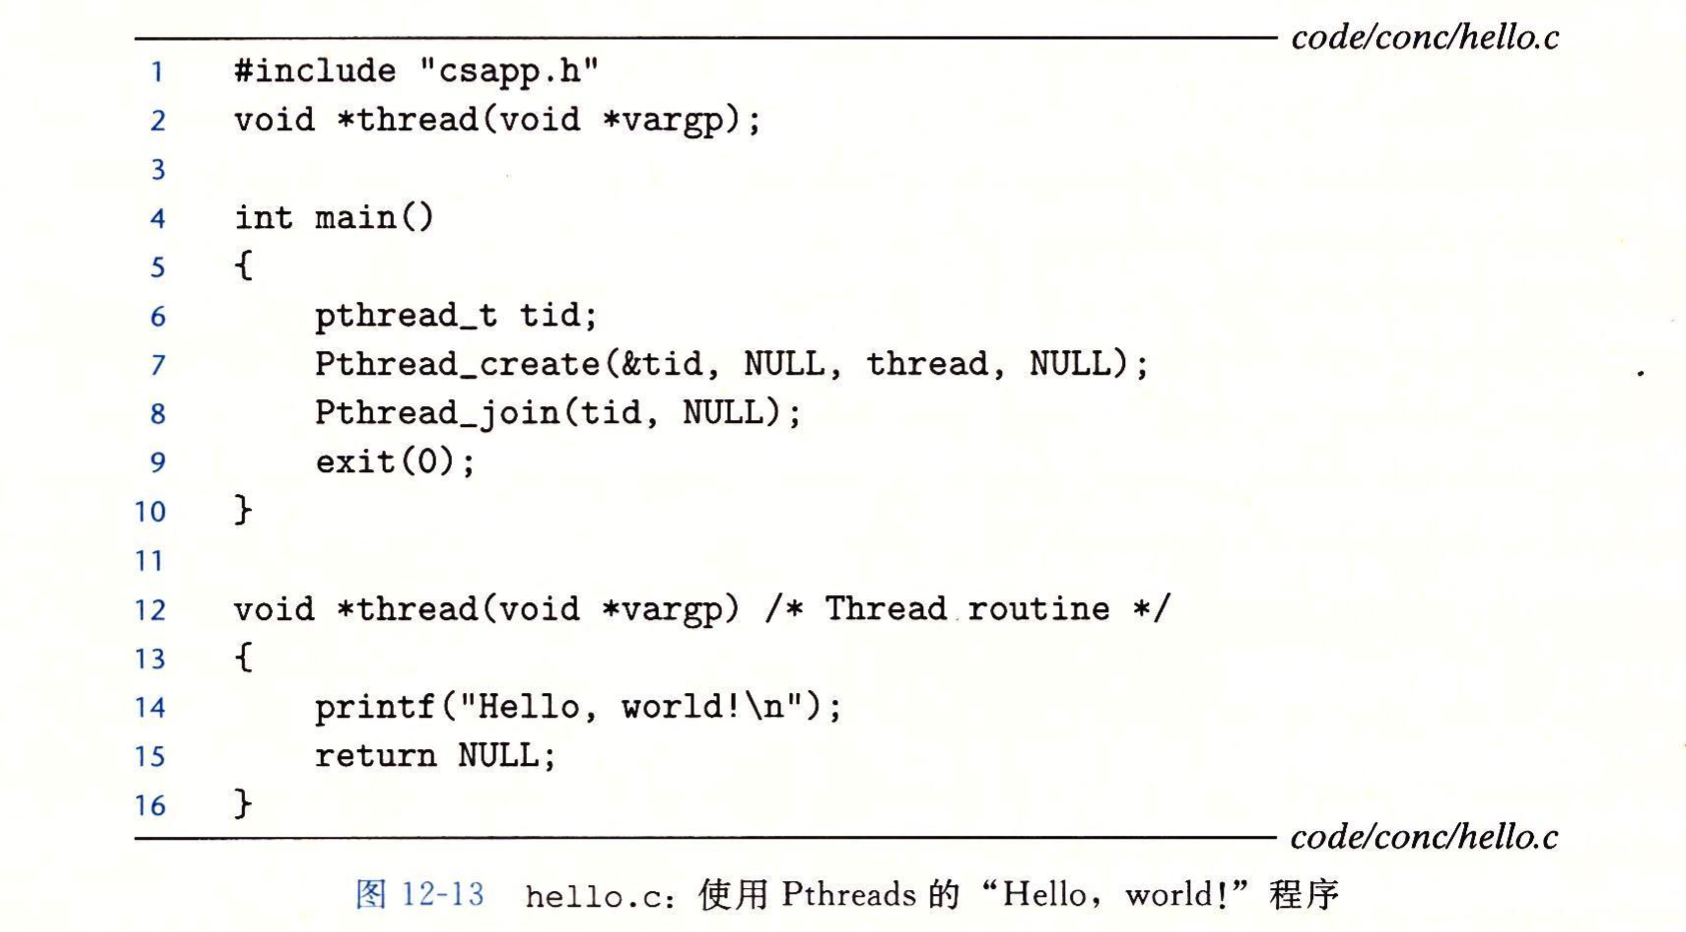 code/conc/hello.c
1 #include "csapp.h"
2 void *thread(void *vargp);
3
4 int main()
5 {
6     pthread_t tid;
7     Pthread_create(&tid, NULL, thread, NULL);
8     Pthread_join(tid, NULL);
9     exit(0);
10 }
11
12 void *thread(void *vargp) /* Thread routine */
13 {
14     printf("Hello, world!\n");
15     return NULL;
16 }
code/conc/hello.c
图 12-13 hello.c：使用 Pthreads 的“Hello，world!”程序